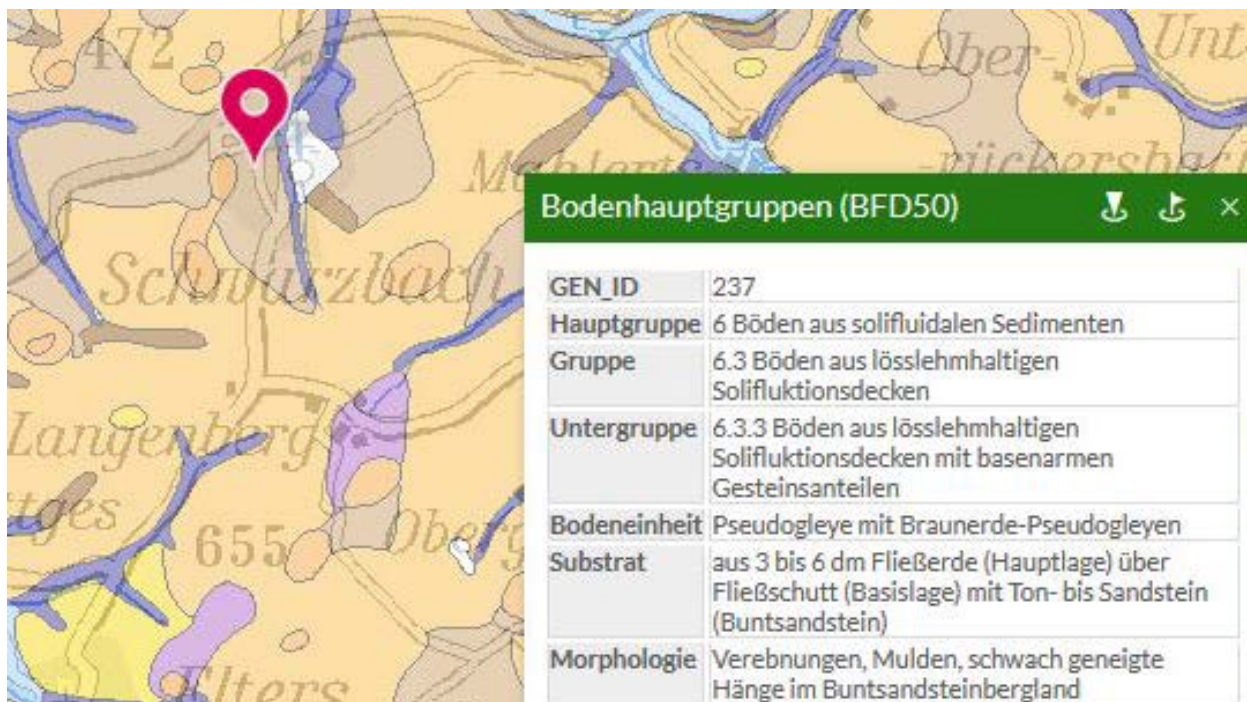 472
Ober-
Unt
-rückersbach
Schwarzbach
Langenberg
tges
655
Oberg
Elters
Bodenhauptgruppen (BFD50)
GEN_ID 237
Hauptgruppe 6 Böden aus solifluidalen Sedimenten
Gruppe 6.3 Böden aus lösslehmhaltigen
Solifluktionsdecken
Untergruppe 6.3.3 Böden aus lösslehmhaltigen
Solifluktionsdecken mit basenarmen
Gesteinsanteilen
Bodeneinheit Pseudogleye mit Braunerde-Pseudogleyen
Substrat aus 3 bis 6 dm Fließerde (Hauptlage) über
Fließschutt (Basislage) mit Ton- bis Sandstein
(Buntsandstein)
Morphologie Verebnungen, Mulden, schwach geneigte
Hänge im Buntsandsteinbergland